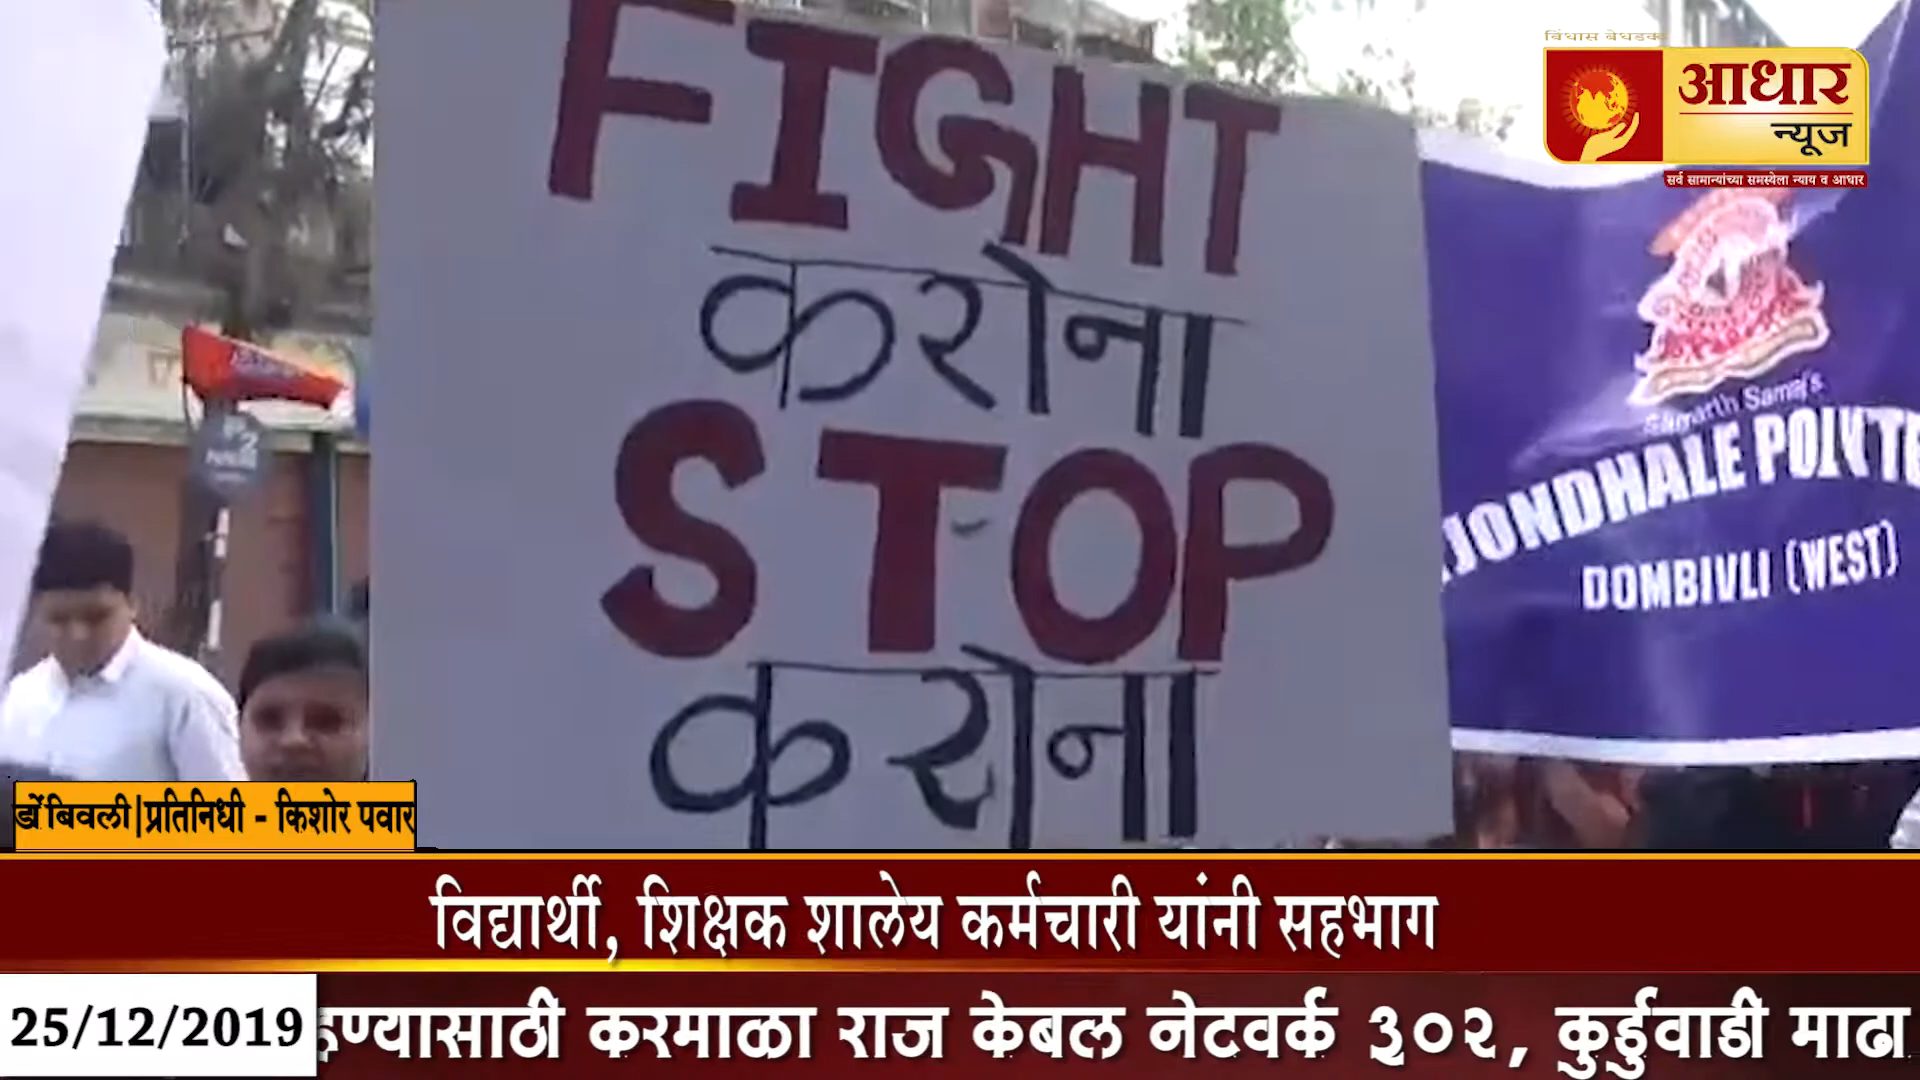 बिंधास बेधडक
आधार
न्यूज
सर्व सामान्यांच्या समस्येला न्याय व आधार
FIGHT
करोना
STOP
करोना
Samarth Samaj's
JONDHALE POLYTE
DOMBIVLI (WEST)
डोंबिवली|प्रतिनिधी - किशोर पवार
विद्यार्थी, शिक्षक शालेय कर्मचारी यांनी सहभाग
25/12/2019
हण्यासाठी करमाळा राज केबल नेटवर्क ३०२, कुर्डुवाडी माढा